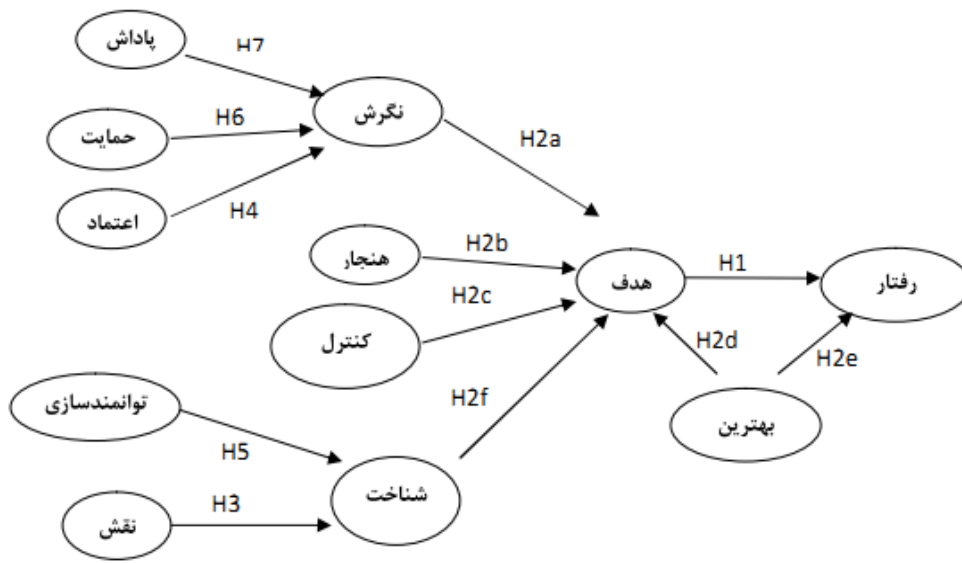 پاداش
H7
نگرش
حمایت
H6
H2a
اعتماد
H4
هنجار
H2b
هدف
H1
رفتار
کنترل
H2c
H2d
H2e
توانمندسازی
H2f
بهترین
H5
شناخت
نقش
H3